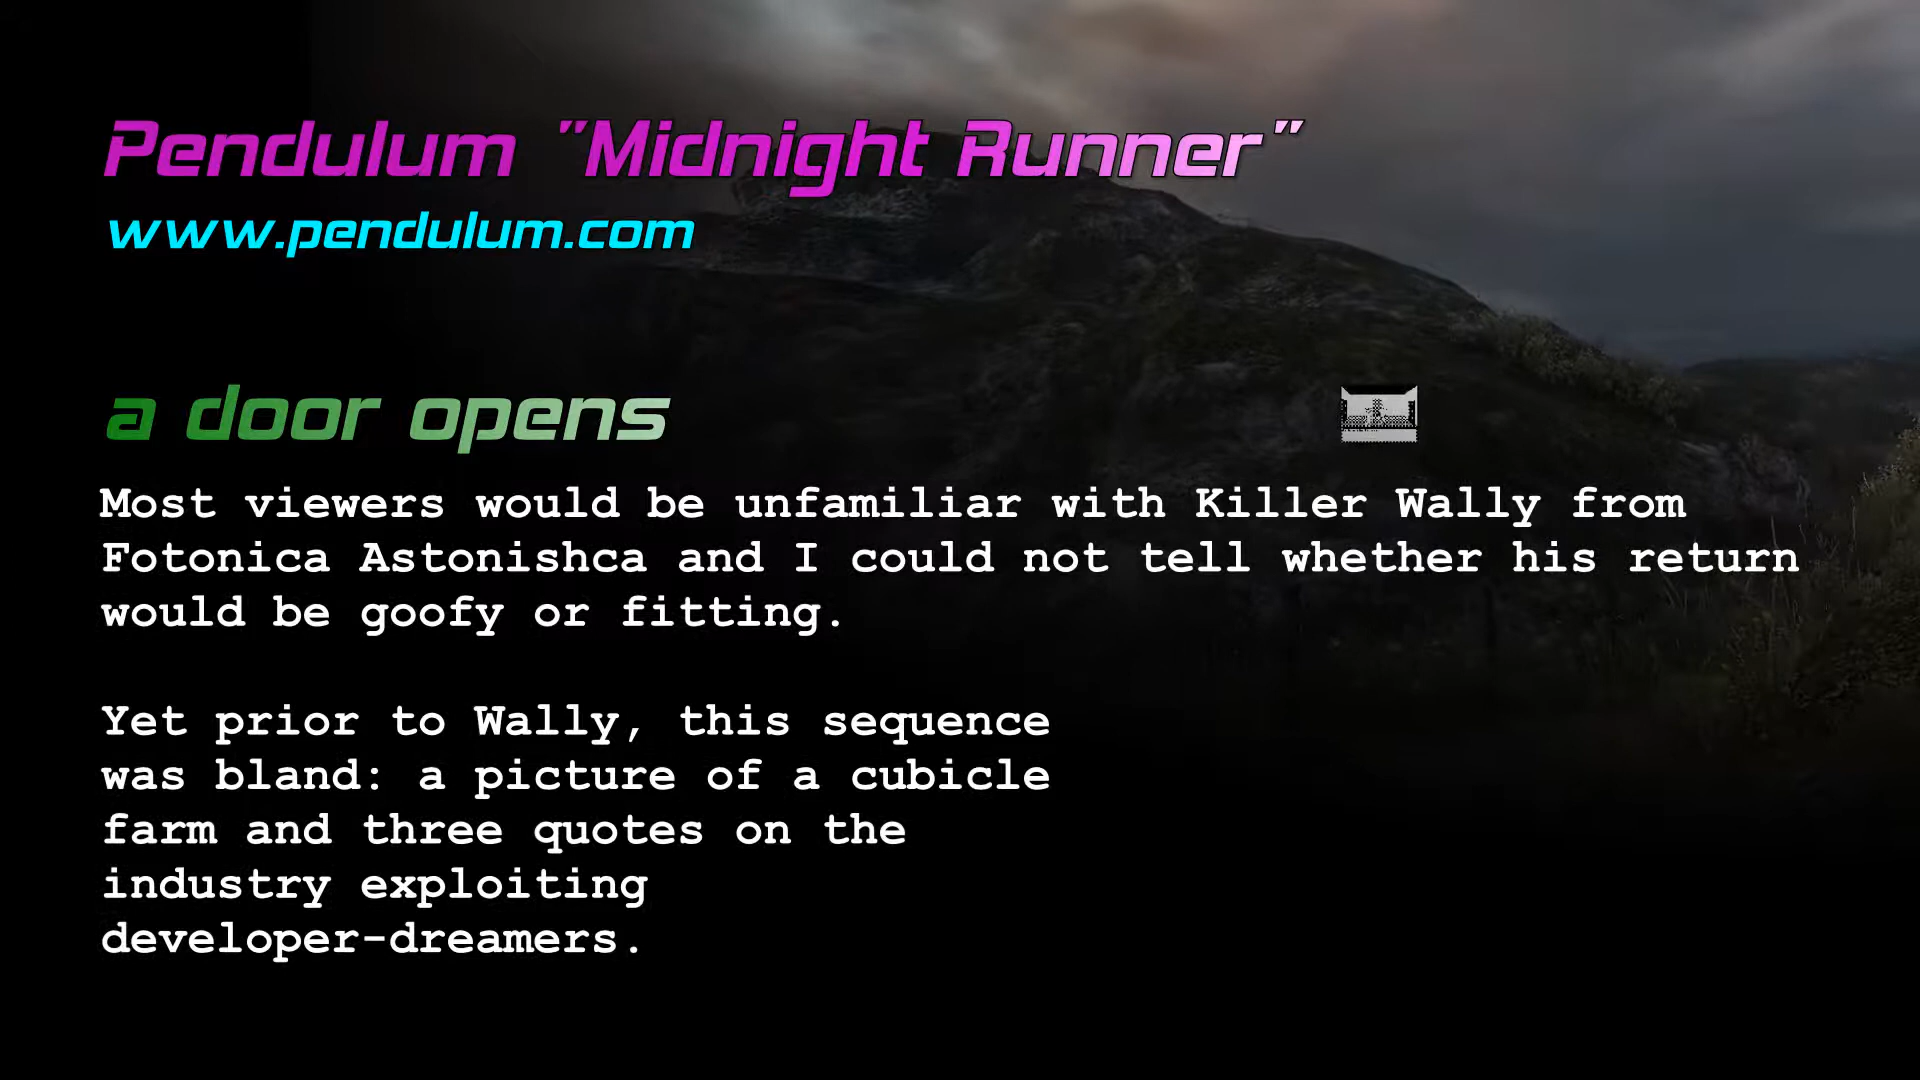 Pendulum "Midnight Runner"
www.pendulum.com
a door opens
Most viewers would be unfamiliar with Killer Wally from
Fotonica Astonishca and I could not tell whether his return
would be goofy or fitting.
Yet prior to Wally, this sequence
was bland: a picture of a cubicle
farm and three quotes on the
industry exploiting
developer-dreamers.